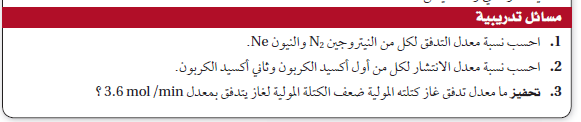 مسائل تدريبية
1. احسب نسبة معدل التدفق لكل من النيتروجين N₂ والنيون Ne.
2. احسب نسبة معدل الانتشار لكل من أول أكسيد الكربون وثاني أكسيد الكربون.
3. تحفيز ما معدل تدفق غاز كتلته المولية ضعف الكتلة المولية لغاز يتدفق بمعدل 3.6 mol /min ؟